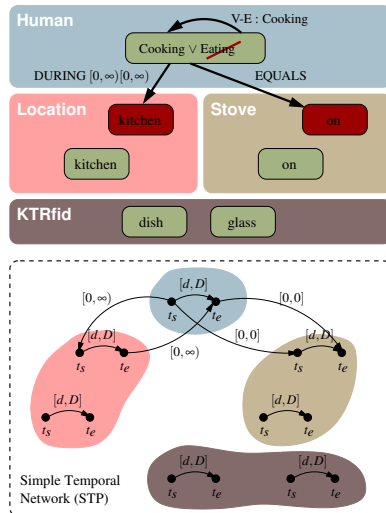 Human
V-E : Cooking
Cooking ∨ Eating
DURING [0,∞)[0,∞)
EQUALS
Location
Stove
kitchen
on
kitchen
on
KTRfid
dish
glass
[d,D]
[0,∞)
[0,0]
t_s t_e
[d,D]
[0,0]
[d,D]
t_s t_e
[0,∞)
t_s t_e
[d,D]
[d,D]
t_s t_e
t_s t_e
[d,D]
[d,D]
Simple Temporal
t_s t_e
t_s t_e
Network (STP)